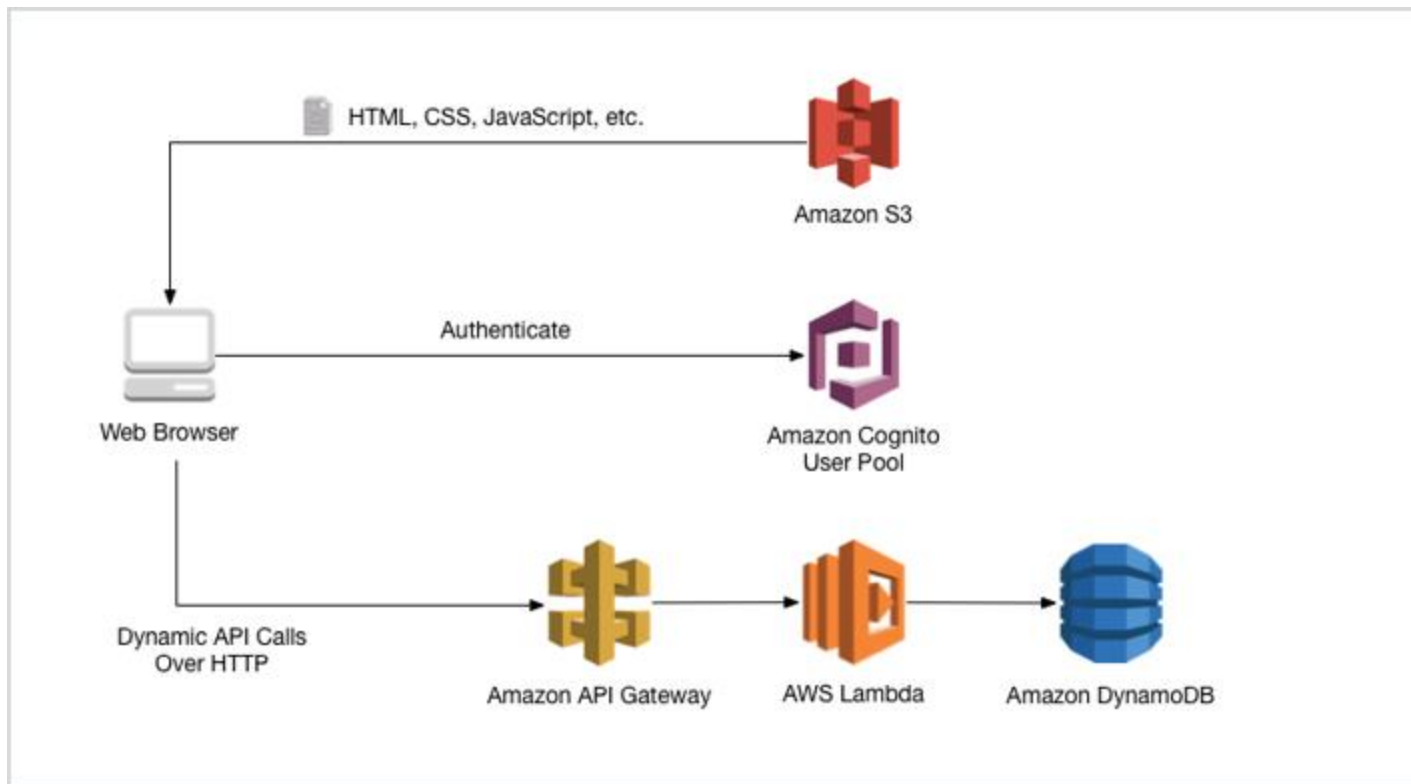 HTML, CSS, JavaScript, etc.
Amazon S3
Authenticate
Web Browser
Amazon Cognito
User Pool
Dynamic API Calls
Over HTTP
Amazon API Gateway
AWS Lambda
Amazon DynamoDB